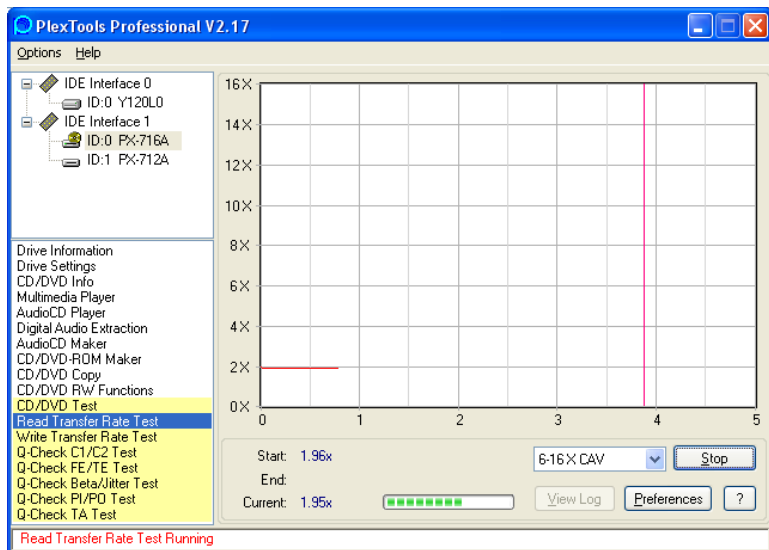 PlexTools Professional V2.17
Options Help
IDE Interface 0
ID:0 Y120L0
IDE Interface 1
ID:0 PX-716A
ID:1 PX-712A
Drive Information
Drive Settings
CD/DVD Info
Multimedia Player
AudioCD Player
Digital Audio Extraction
AudioCD Maker
CD/DVD-ROM Maker
CD/DVD Copy
CD/DVD RW Functions
CD/DVD Test
Read Transfer Rate Test
Write Transfer Rate Test
Q-Check C1/C2 Test
Q-Check FE/TE Test
Q-Check Beta/Jitter Test
Q-Check PI/PO Test
Q-Check TA Test
16X
14X
12X
10X
8X
6X
4X
2X
0X
0 1 2 3 4 5
Start: 1.96x
End:
Current: 1.95x
6-16 X CAV
Stop
View Log
Preferences
?
Read Transfer Rate Test Running